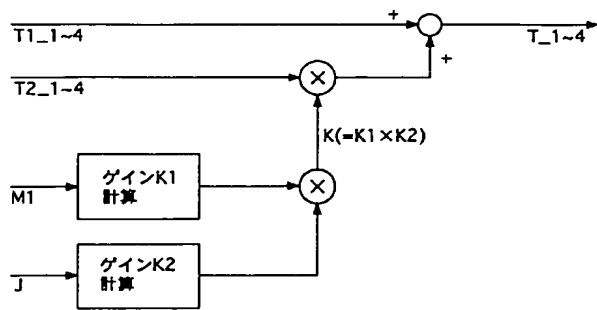 +
T1_1~4
T_1~4
T2_1~4
×
+
K(=K1×K2)
M1
ゲインK1
計算
×
J
ゲインK2
計算